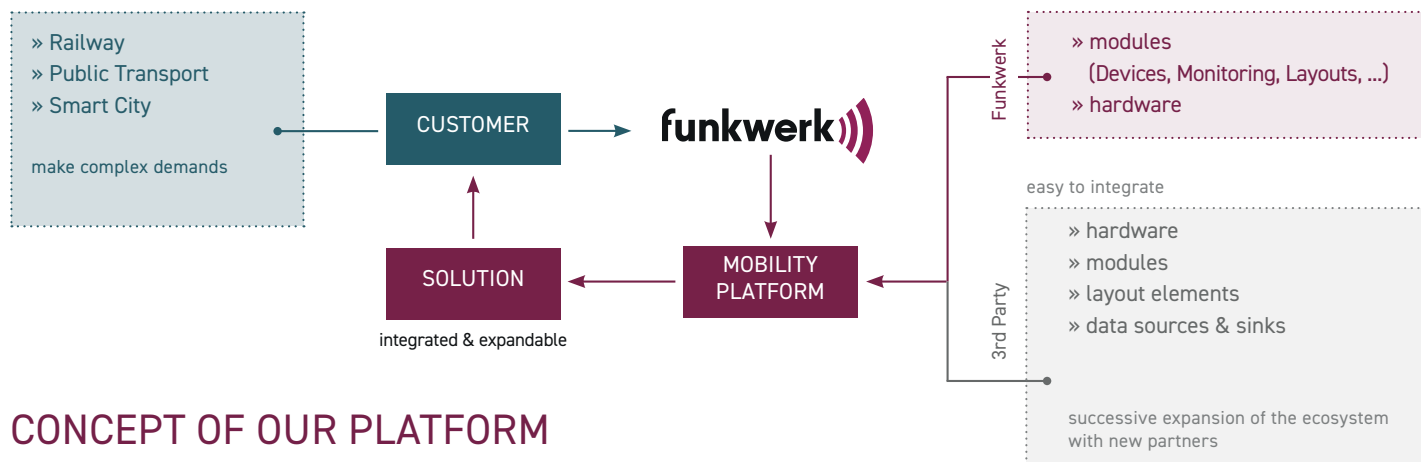 » Railway
» Public Transport
» Smart City
make complex demands
CUSTOMER
funkwerk
Funkwerk
» modules
(Devices, Monitoring, Layouts, ...)
» hardware
SOLUTION
integrated & expandable
MOBILITY
PLATFORM
easy to integrate
3rd Party
» hardware
» modules
» layout elements
» data sources & sinks
successive expansion of the ecosystem
with new partners
CONCEPT OF OUR PLATFORM